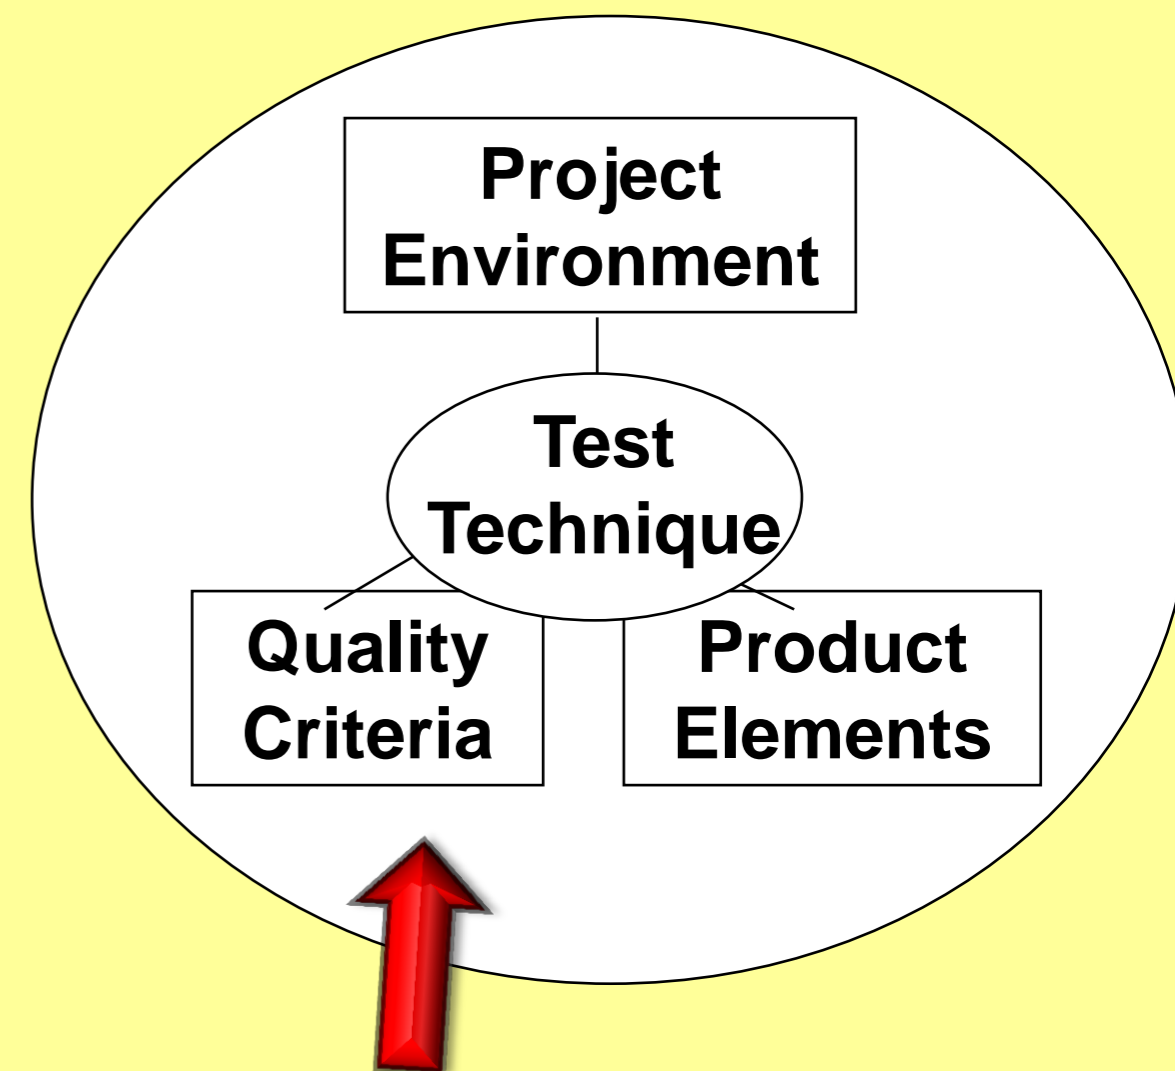 Project
Environment
Test
Technique
Quality
Criteria
Product
Elements